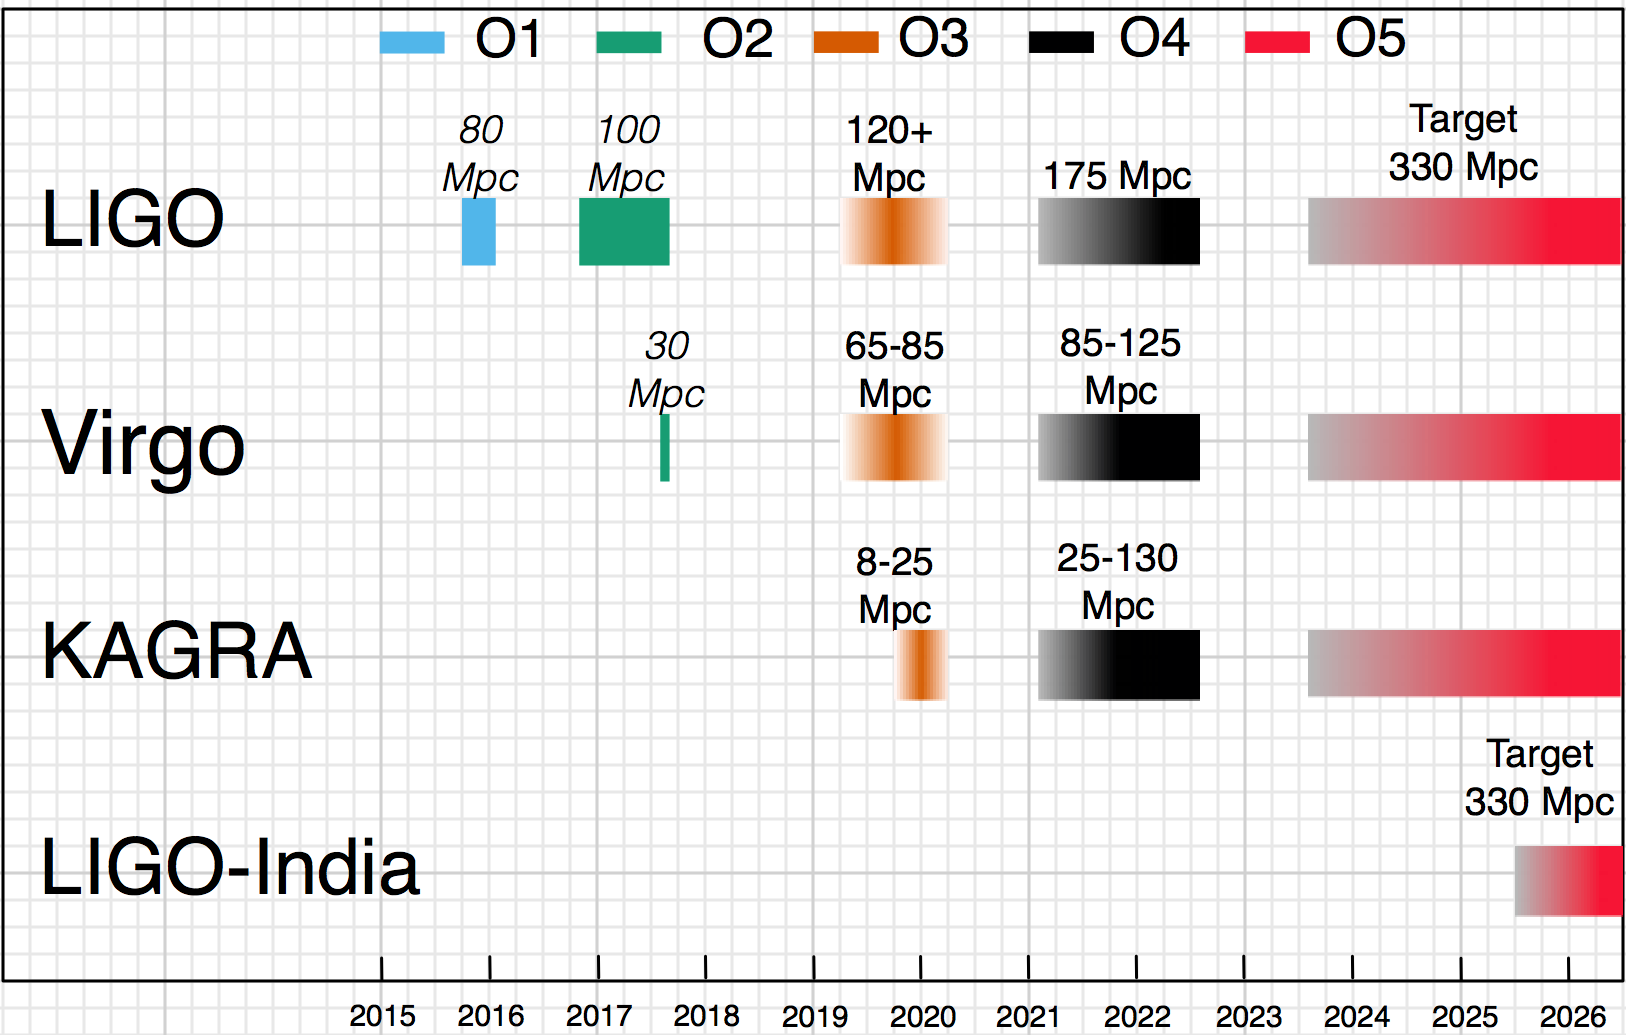 O1 O2 O3 O4 O5
80
Mpc
100
Mpc
120+
Mpc
175 Mpc
Target
330 Mpc
LIGO
30
Mpc
65-85
Mpc
85-125
Mpc
Virgo
8-25
Mpc
25-130
Mpc
KAGRA
Target
330 Mpc
LIGO-India
2015 2016 2017 2018 2019 2020 2021 2022 2023 2024 2025 2026